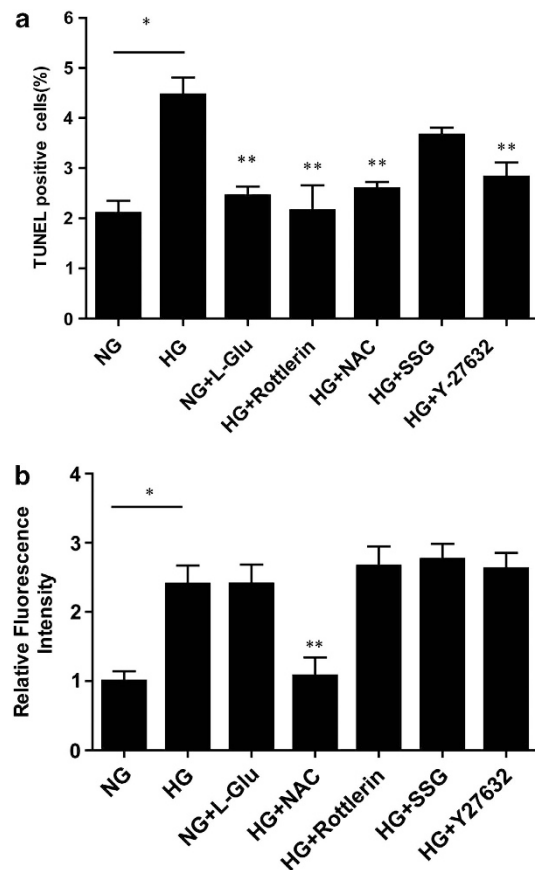 a
*
TUNEL positive cells(%)
6
5
4
3
2
1
0
**
**
**
**
NG
HG
NG+L-Glu
HG+Rottlerin
HG+NAC
HG+SSG
HG+Y-27632
b
*
Relative Fluorescence
Intensity
4
3
2
1
0
**
NG
HG
NG+L-Glu
HG+NAC
HG+Rottlerin
HG+SSG
HG+Y27632